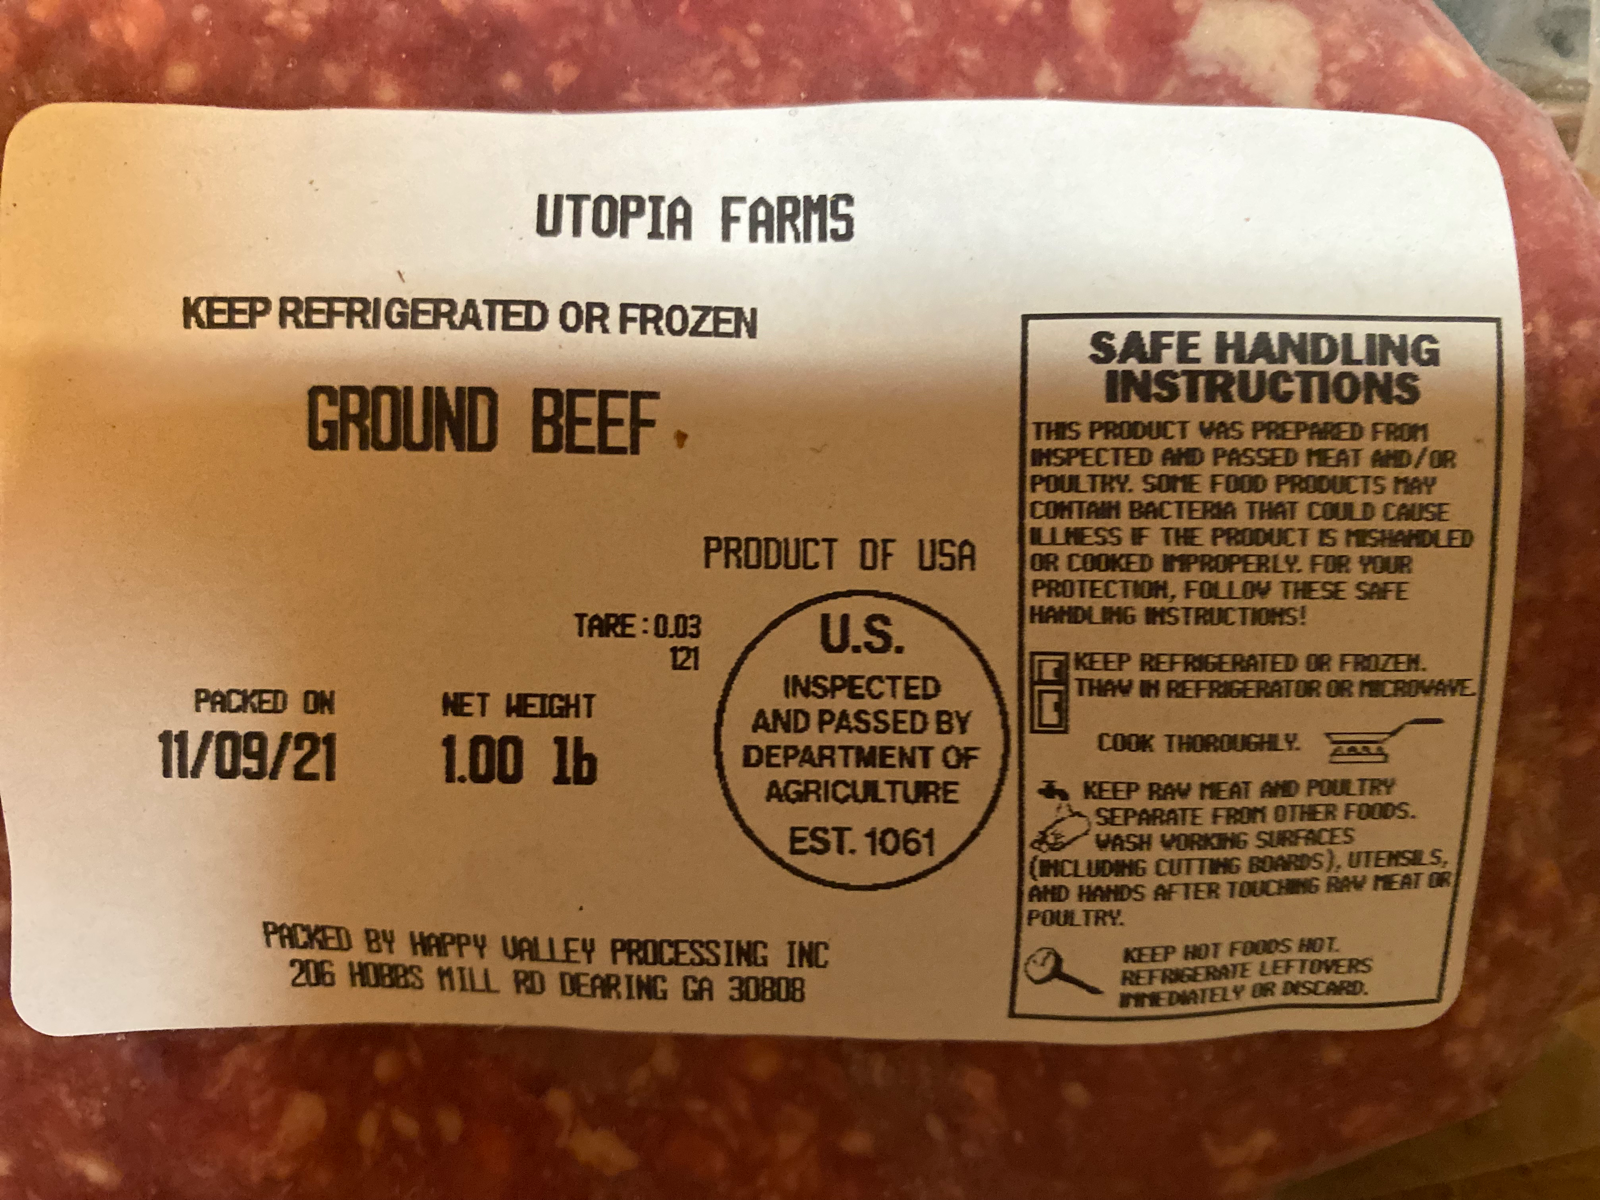 UTOPIA FARMS
KEEP REFRIGERATED OR FROZEN
GROUND BEEF
PRODUCT OF USA
TARE : 0.03
121
PACKED ON
11/09/21
NET WEIGHT
1.00 lb
U.S.
INSPECTED
AND PASSED BY
DEPARTMENT OF
AGRICULTURE
EST. 1061
PACKED BY HAPPY VALLEY PROCESSING INC
206 HOBBS MILL RD DEARING GA 30808
SAFE HANDLING
INSTRUCTIONS
THIS PRODUCT WAS PREPARED FROM
INSPECTED AND PASSED MEAT AND/OR
POULTRY. SOME FOOD PRODUCTS MAY
CONTAIN BACTERIA THAT COULD CAUSE
ILLNESS IF THE PRODUCT IS MISHANDLED
OR COOKED IMPROPERLY. FOR YOUR
PROTECTION, FOLLOW THESE SAFE
HANDLING INSTRUCTIONS!
KEEP REFRIGERATED OR FROZEN.
THAW IN REFRIGERATOR OR MICROWAVE.
COOK THOROUGHLY.
KEEP RAW MEAT AND POULTRY
SEPARATE FROM OTHER FOODS.
WASH WORKING SURFACES
(INCLUDING CUTTING BOARDS), UTENSILS,
AND HANDS AFTER TOUCHING RAW MEAT OR
POULTRY.
KEEP HOT FOODS HOT.
REFRIGERATE LEFTOVERS
IMMEDIATELY OR DISCARD.